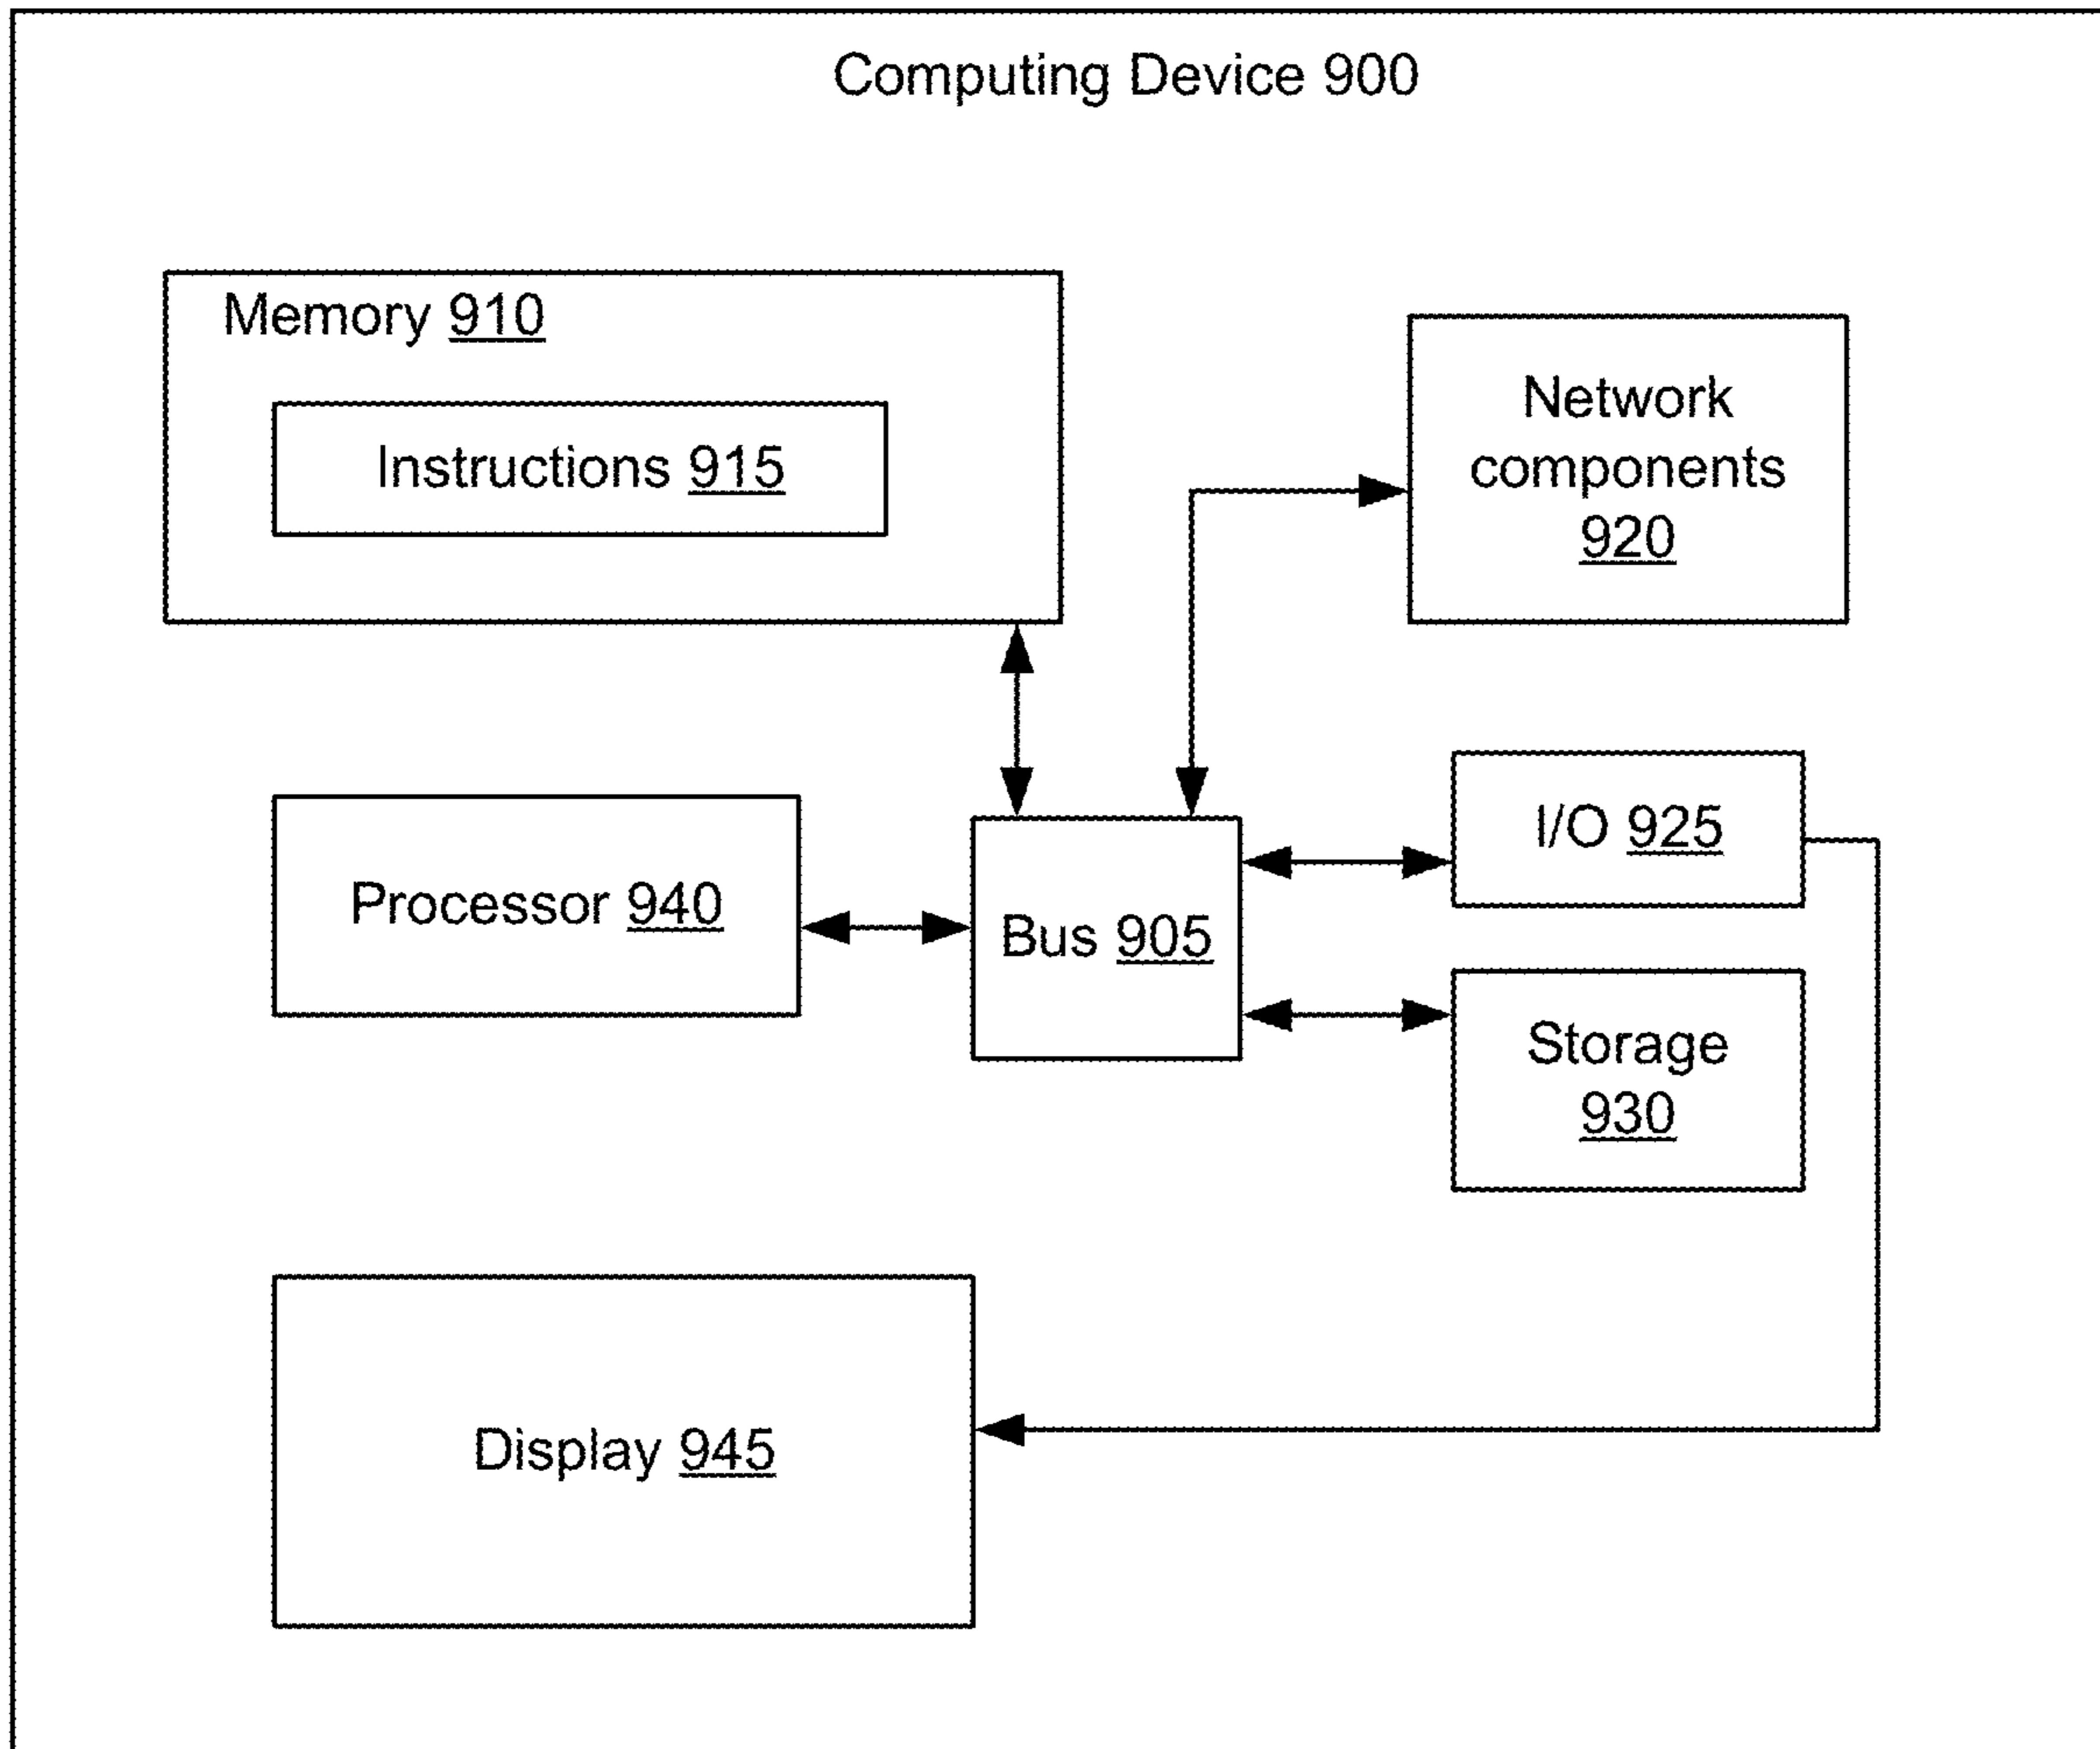 Computing Device 900
Memory 910
Instructions 915
Network
components
920
I/O 925
Processor 940
Bus 905
Storage
930
Display 945